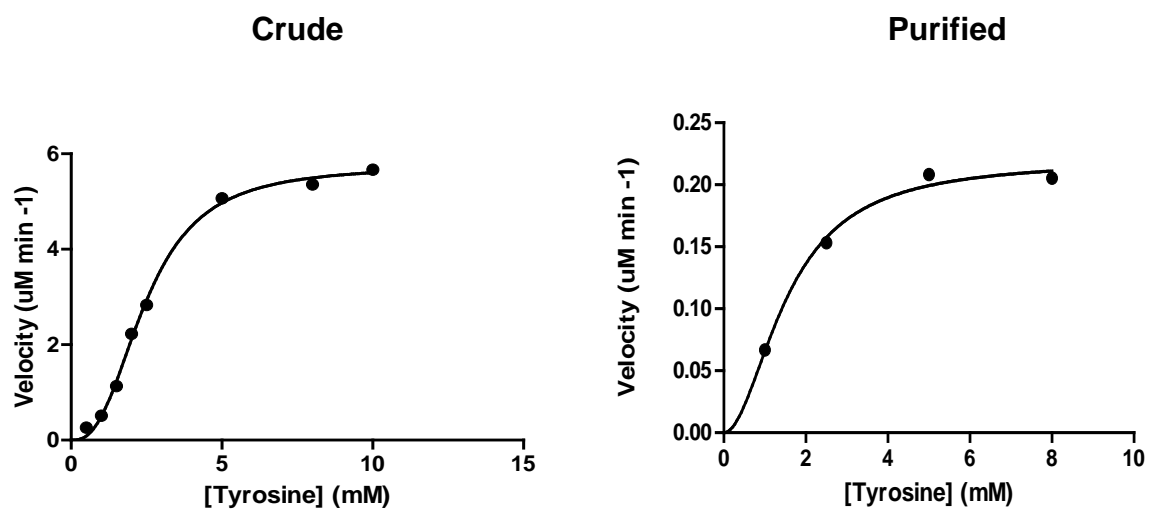 Crude
Purified
Velocity (uM min -1)
6
4
2
0
0 5 10 15
[Tyrosine] (mM)
Velocity (uM min -1)
0.25
0.20
0.15
0.10
0.05
0.00
0 2 4 6 8 10
[Tyrosine] (mM)